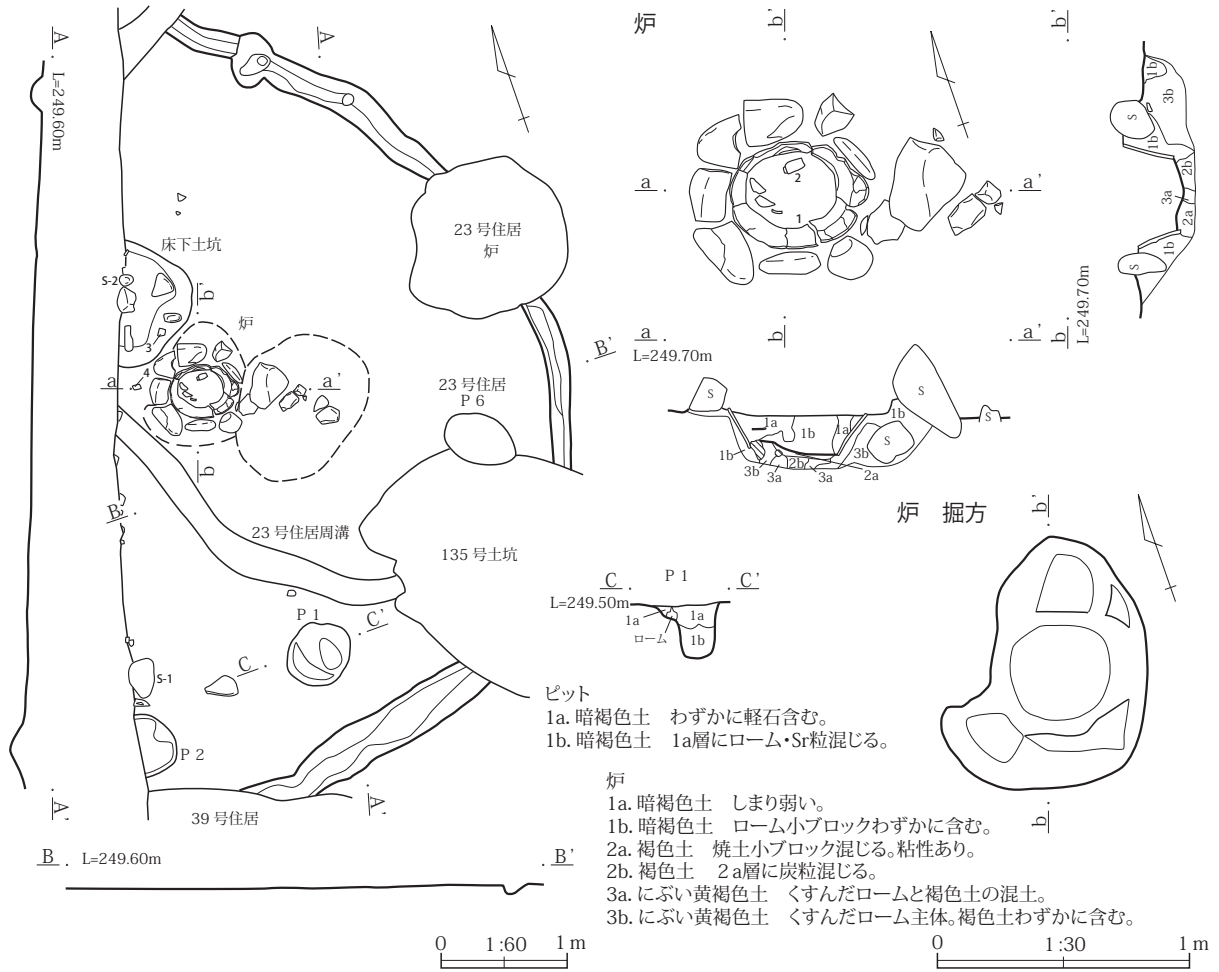 A
A
L=249.60m
床下土坑
S-2
3
4
炉
b'
a
a'
b
23号住居
炉
B'
23号住居
P 6
B'
23号住居周溝
135号土坑
P 1
C'
C
S-1
P 2
A'
A'
39号住居
B
L=249.60m
B'
0
1:60
1 m
炉
b'
a
a'
2
1
b
b'
1b
3b
S
1b
2b
3a
2a
1b
S
b
L=249.70m
a
a'
L=249.70m
S
1a
1b
1a
1b
S
S
S
1b
3b
3b
3a
2b
3a
2a
C
P 1
C'
L=249.50m
1a
1a
ローム
1b
炉 掘方
b'
b
ピット
1a. 暗褐色土 わずかに軽石含む。
1b. 暗褐色土 1a層にローム・Sr粒混じる。
炉
1a. 暗褐色土 しまり弱い。
1b. 暗褐色土 ローム小ブロックわずかに含む。
2a. 褐色土 焼土小ブロック混じる。粘性あり。
2b. 褐色土 2a層に炭粒混じる。
3a. にぶい黄褐色土 くすんだロームと褐色土の混土。
3b. にぶい黄褐色土 くすんだローム主体。褐色土わずかに含む。
0
1:30
1 m